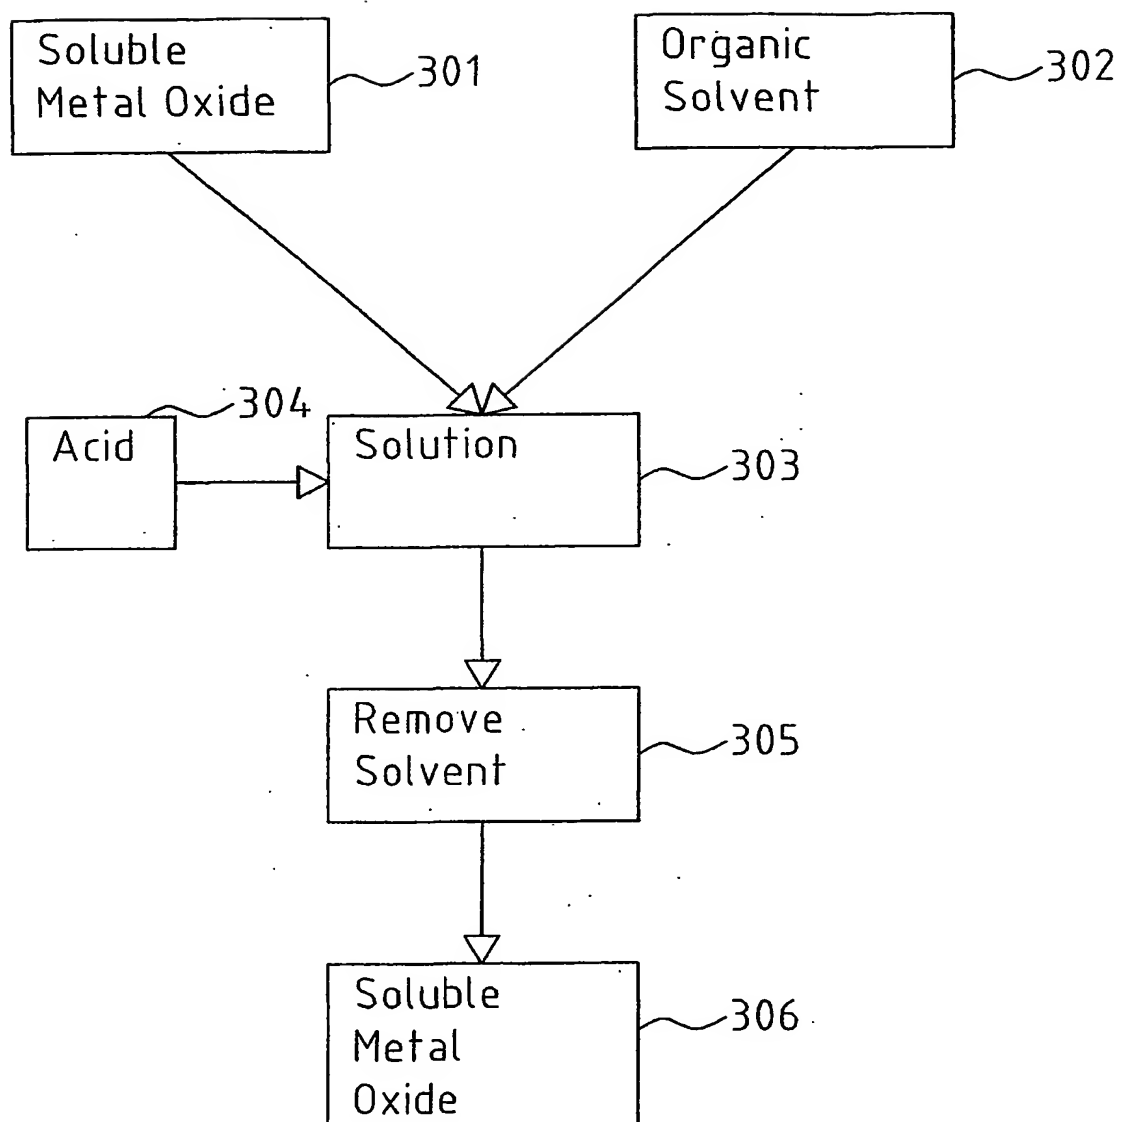 Soluble
Metal Oxide
301
Organic
Solvent
302
304
Acid
Solution
303
Remove
Solvent
305
Soluble
Metal
Oxide
306